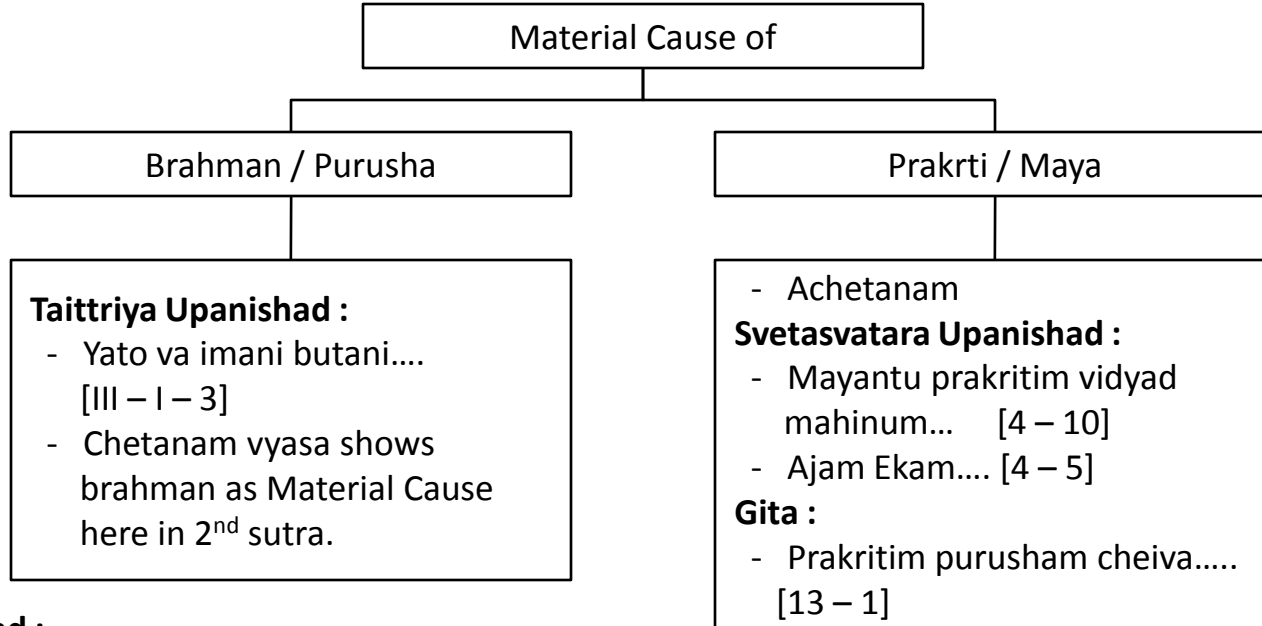 Material Cause of
Brahman / Purusha
Prakrti / Maya
Taittriya Upanishad :
- Yato va imani butani....
[III – I – 3]
- Chetanam vyasa shows
brahman as Material Cause
here in 2nd sutra.
- Achetanam
Svetasvatara Upanishad :
- Mayantu prakritim vidyad
mahinum... [4 – 10]
- Ajam Ekam.... [4 – 5]
Gita :
- Prakritim purusham cheiva.....
[13 – 1]